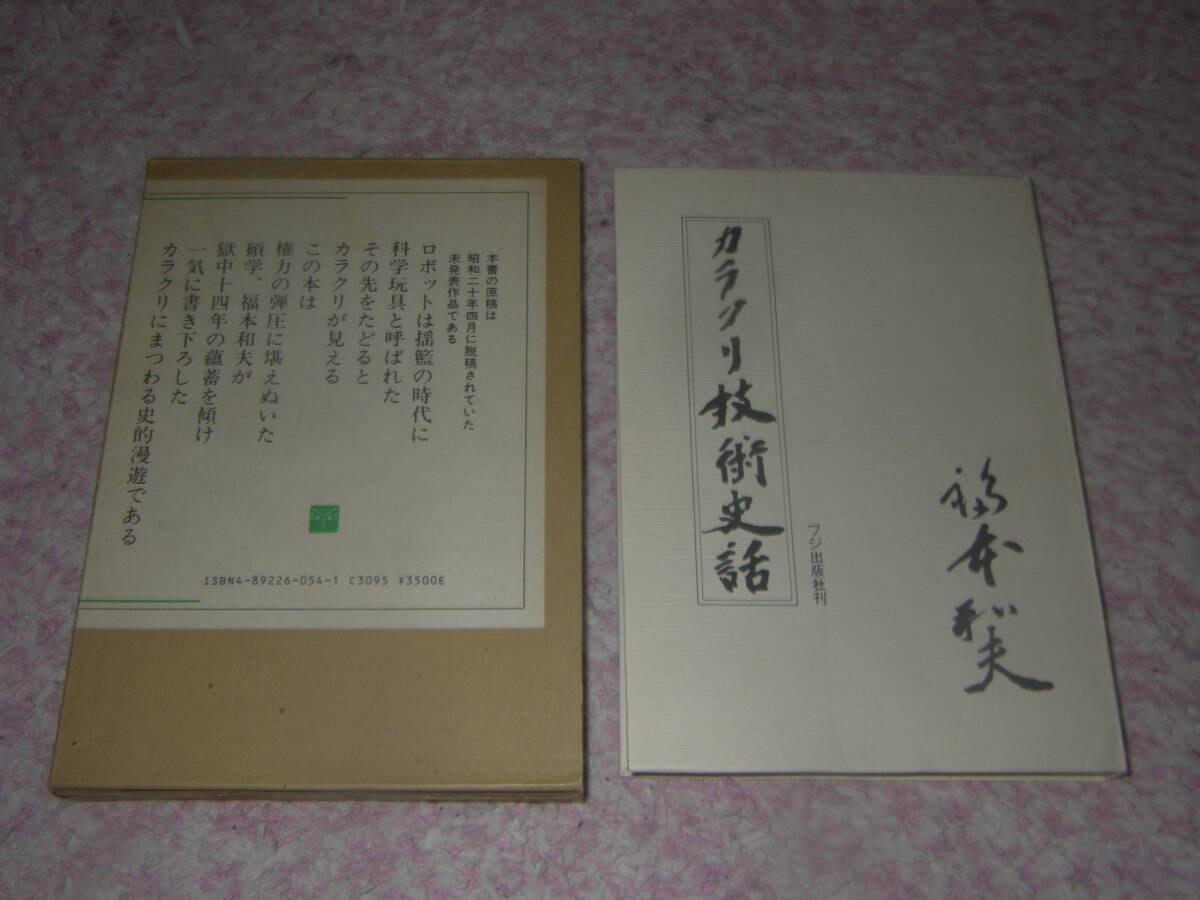 本書の原稿は
昭和二十年四月に脱稿されていた
未発表作品である
ロボットは揺籃の時代に
科学玩具と呼ばれた
その先をたどると
カラクリが見える
この本は
権力の弾圧に堪えぬいた
碩学、福本和夫が
獄中十四年の蘊蓄を傾け
一気に書き下ろした
カラクリにまつわる史的漫遊である
ISBN4-89226-054-1 C3095 ¥3500E
福本和夫
カラクリ技術史話
フジ出版社刊